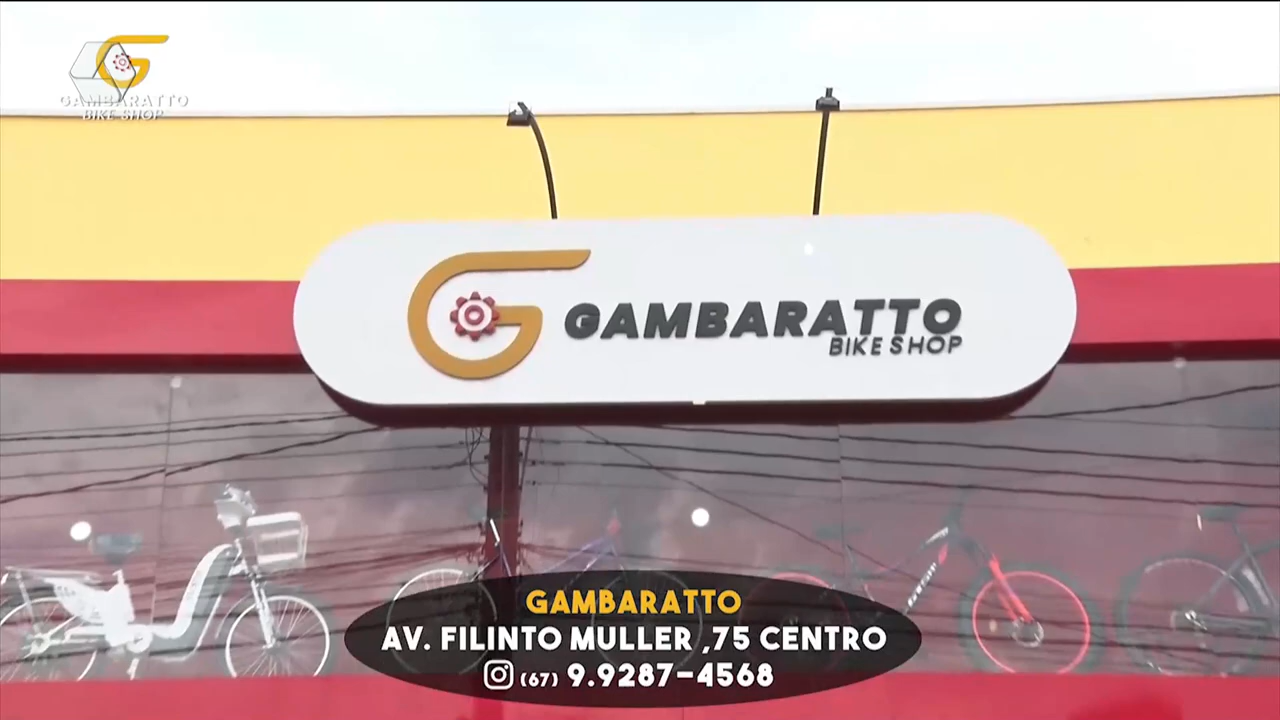 GAMBARATTO
BIKE SHOP
GAMBARATTO
BIKE SHOP
GAMBARATTO
AV. FILINTO MULLER ,75 CENTRO
(67) 9.9287-4568